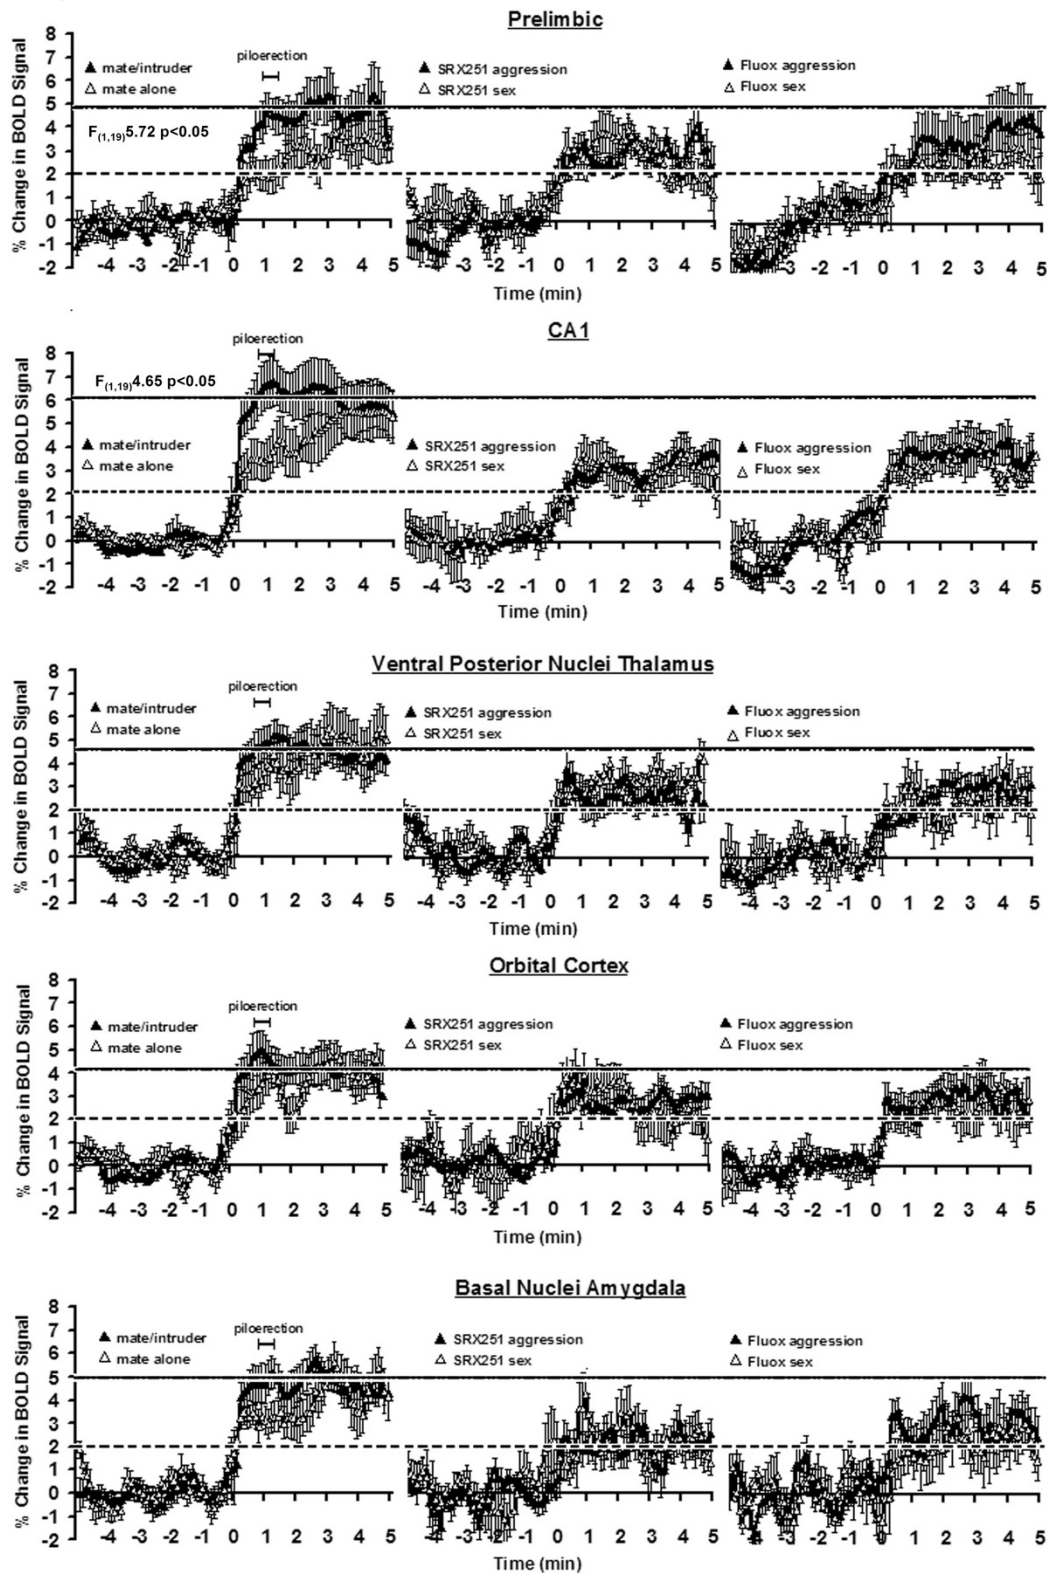 Prelimbic
% Change in BOLD Signal
8
7
6
5
4
3
2
1
0
-1
-2
▲ mate/intruder
△ mate alone
piloerection
F(1,19)5.72 p<0.05
▲ SRX251 aggression
△ SRX251 sex
▲ Fluox aggression
△ Fluox sex
-4 -3 -2 -1 0 1 2 3 4 5
-4 -3 -2 -1 0 1 2 3 4 5
-4 -3 -2 -1 0 1 2 3 4 5
Time (min)
CA1
% Change in BOLD Signal
8
7
6
5
4
3
2
1
0
-1
-2
piloerection
F(1,19)4.65 p<0.05
▲ mate/intruder
△ mate alone
▲ SRX251 aggression
△ SRX251 sex
▲ Fluox aggression
△ Fluox sex
-4 -3 -2 -1 0 1 2 3 4 5
-4 -3 -2 -1 0 1 2 3 4 5
-4 -3 -2 -1 0 1 2 3 4 5
Time (min)
Ventral Posterior Nuclei Thalamus
% Change in BOLD Signal
8
7
6
5
4
3
2
1
0
-1
-2
piloerection
▲ mate/intruder
△ mate alone
▲ SRX251 aggression
△ SRX251 sex
▲ Fluox aggression
△ Fluox sex
-4 -3 -2 -1 0 1 2 3 4 5
-4 -3 -2 -1 0 1 2 3 4 5
-4 -3 -2 -1 0 1 2 3 4 5
Time (min)
Orbital Cortex
% Change in BOLD Signal
8
7
6
5
4
3
2
1
0
-1
-2
piloerection
▲ mate/intruder
△ mate alone
▲ SRX251 aggression
△ SRX251 sex
▲ Fluox aggression
△ Fluox sex
-4 -3 -2 -1 0 1 2 3 4 5
-4 -3 -2 -1 0 1 2 3 4 5
-4 -3 -2 -1 0 1 2 3 4 5
Time (min)
Basal Nuclei Amygdala
% Change in BOLD Signal
8
7
6
5
4
3
2
1
0
-1
-2
piloerection
▲ mate/intruder
△ mate alone
▲ SRX251 aggression
△ SRX251 sex
▲ Fluox aggression
△ Fluox sex
-4 -3 -2 -1 0 1 2 3 4 5
-4 -3 -2 -1 0 1 2 3 4 5
-4 -3 -2 -1 0 1 2 3 4 5
Time (min)